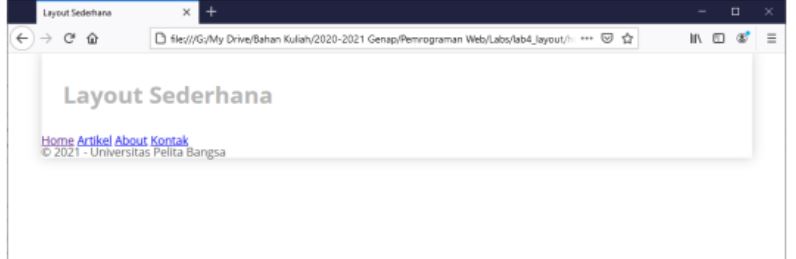 Layout Sederhana
file:///G:/My Drive/Bahan Kuliah/2020-2021 Genap/Pemrograman Web/Labs/lab4_layout/h
Layout Sederhana
Home Artikel About Kontak
© 2021 - Universitas Pelita Bangsa